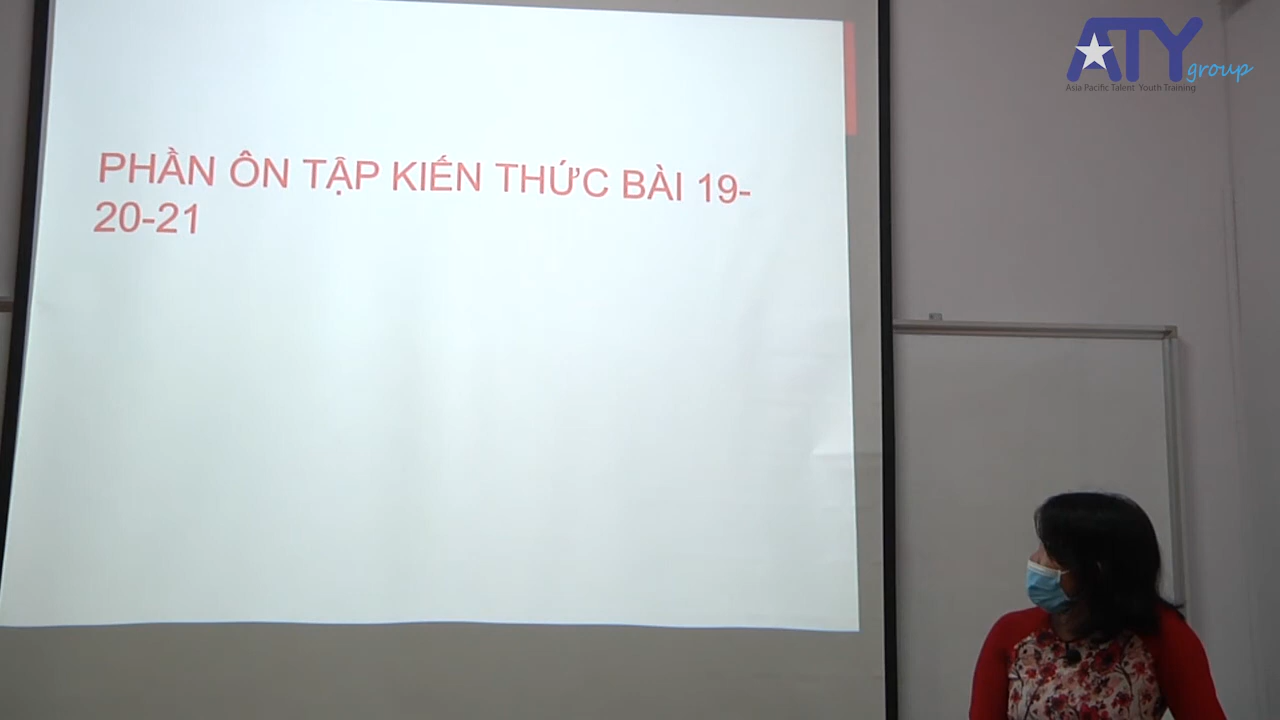 ATY
group
Asia Pacific Talent Youth Training
PHẦN ÔN TẬP KIẾN THỨC BÀI 19-
20-21